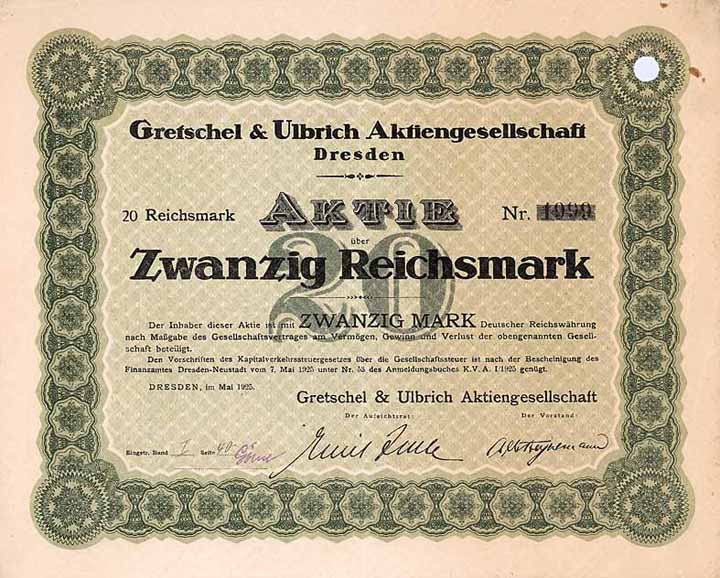 Gretschel & Ulbrich Aktiengesellschaft
Dresden
20 Reichsmark AKTIE Nr. 1999
über
20
Zwanzig Reichsmark
Der Inhaber dieser Aktie ist mit ZWANZIG MARK Deutscher Reichswährung
nach Maßgabe des Gesellschaftsvertrages am Vermögen, Gewinn und Verlust der obengenannten Gesell-
schaft beteiligt.
Den Vorschriften des Kapitalverkehrssteuergesetzes über die Gesellschaftssteuer ist nach der Bescheinigung des
Finanzamtes Dresden-Neustadt vom 7. Mai 1925 unter Nr. 55 des Anmeldungsbuches K.V.A. I/1925 genügt.
DRESDEN, im Mai 1925.
Gretschel & Ulbrich Aktiengesellschaft
Der Aufsichtsrat: Der Vorstand:
Eingetr. Band I Seite 40